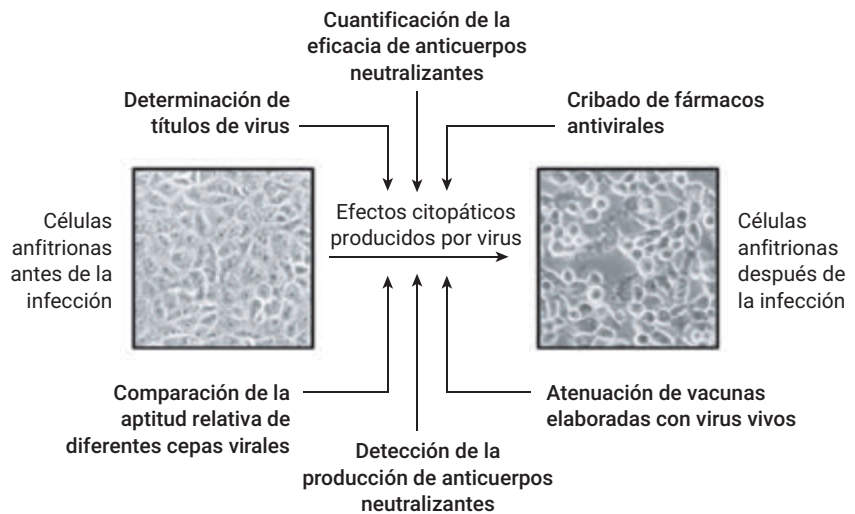 Cuantificación de la
eficacia de anticuerpos
neutralizantes
Determinación de
títulos de virus
Cribado de fármacos
antivirales
Células
anfitrionas
antes de la
infección
Efectos citopáticos
producidos por virus
Células
anfitrionas
después de
la infección
Comparación de la
aptitud relativa de
diferentes cepas virales
Detección de la
producción de anticuerpos
neutralizantes
Atenuación de vacunas
elaboradas con virus vivos